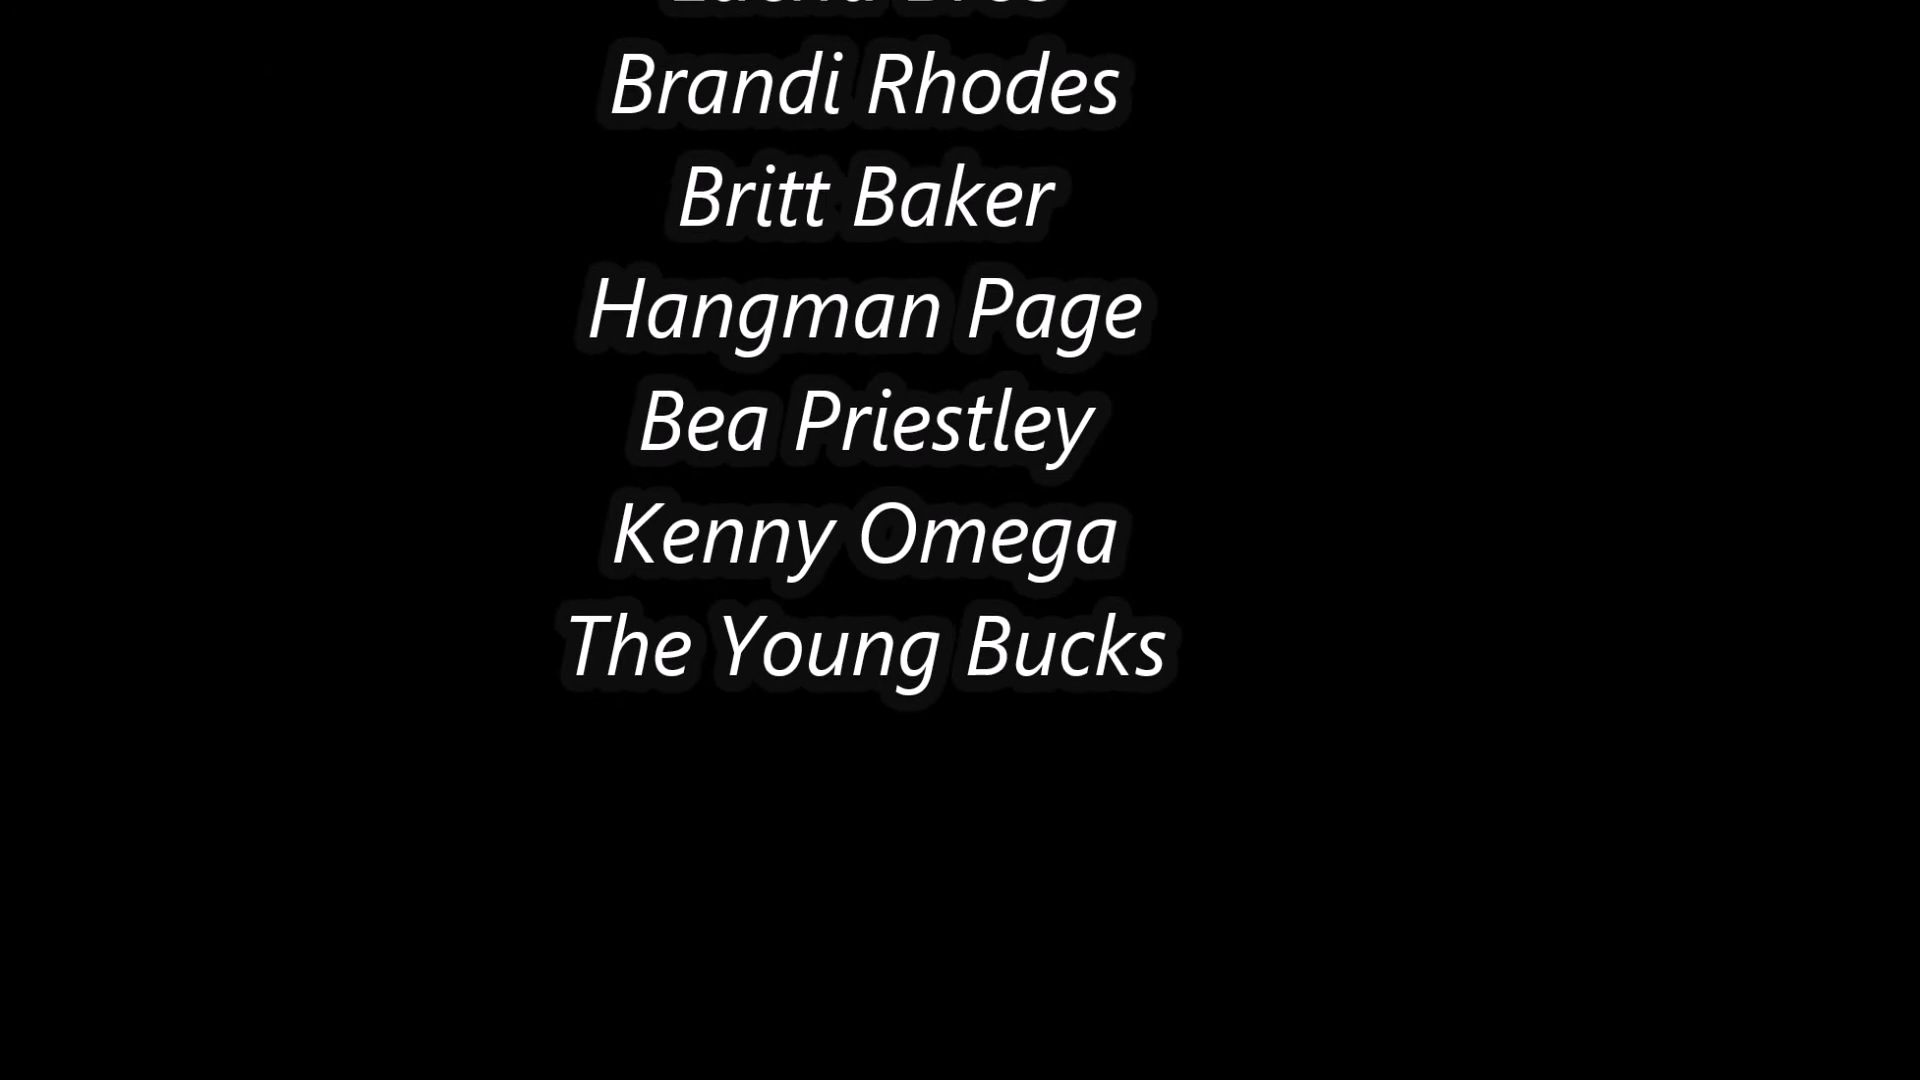 Brandi Rhodes
Britt Baker
Hangman Page
Bea Priestley
Kenny Omega
The Young Bucks